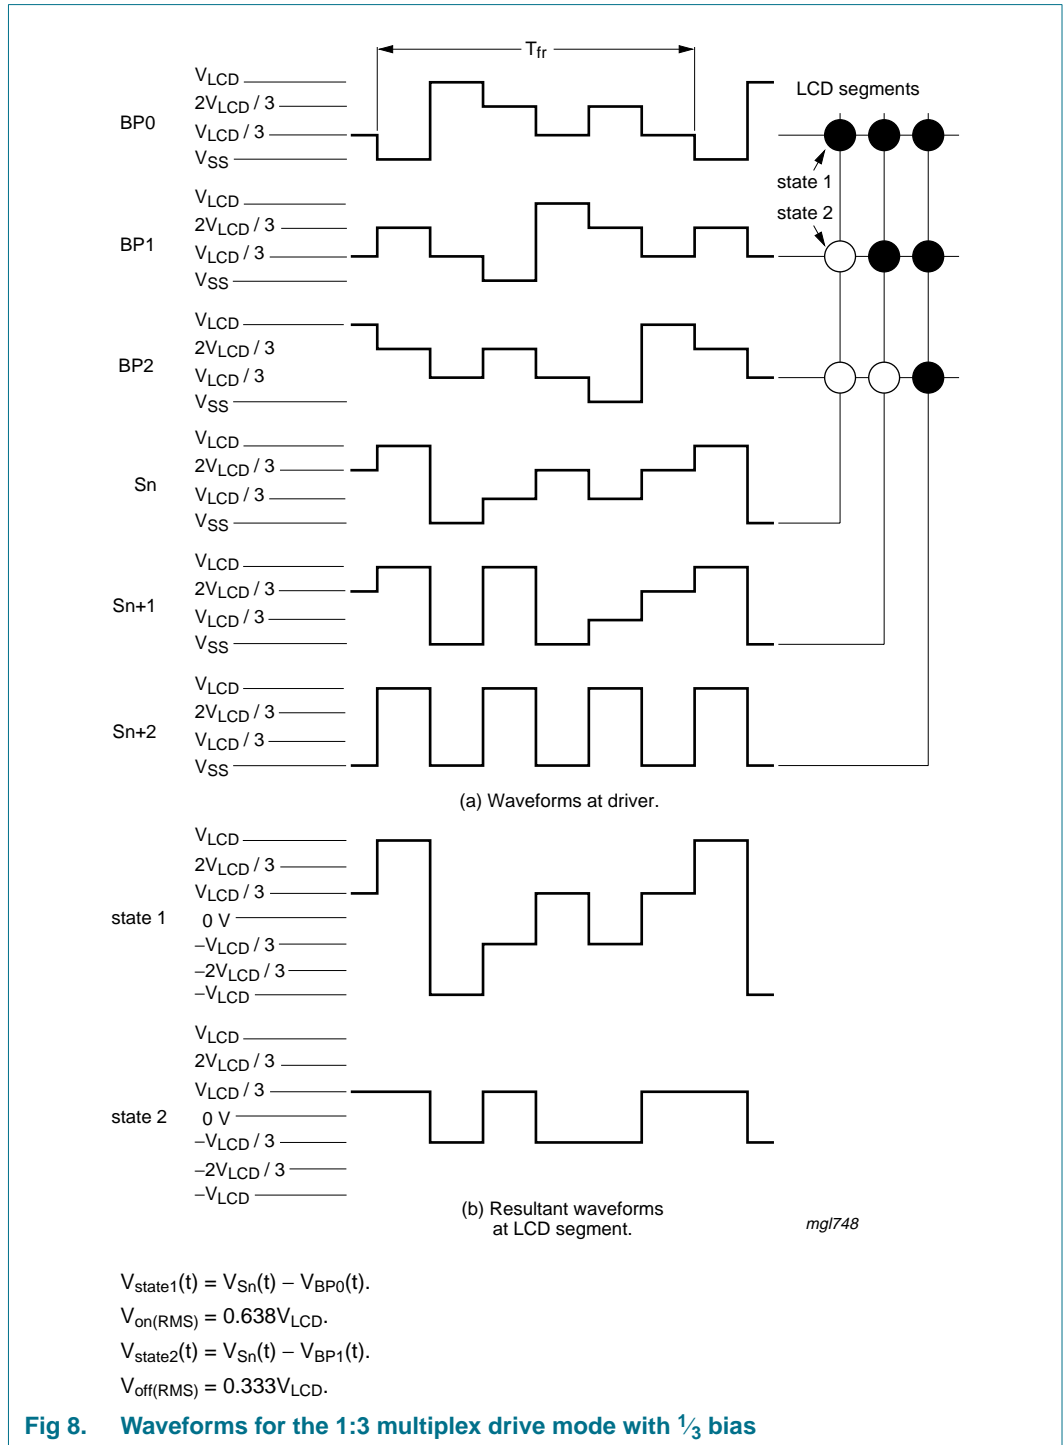 Tfr
VLCD
2VLCD / 3
BP0
VLCD / 3
VSS
LCD segments
state 1
state 2
VLCD
2VLCD / 3
BP1
VLCD / 3
VSS
VLCD
2VLCD / 3
BP2
VLCD / 3
VSS
VLCD
2VLCD / 3
Sn
VLCD / 3
VSS
VLCD
2VLCD / 3
Sn+1
VLCD / 3
VSS
VLCD
2VLCD / 3
Sn+2
VLCD / 3
VSS
(a) Waveforms at driver.
VLCD
2VLCD / 3
VLCD / 3
state 1
0 V
−VLCD / 3
−2VLCD / 3
−VLCD
VLCD
2VLCD / 3
VLCD / 3
state 2
0 V
−VLCD / 3
−2VLCD / 3
−VLCD
(b) Resultant waveforms
at LCD segment.
mgl748
Vstate1(t) = VSn(t) − VBP0(t).
Von(RMS) = 0.638VLCD.
Vstate2(t) = VSn(t) − VBP1(t).
Voff(RMS) = 0.333VLCD.
Fig 8. Waveforms for the 1:3 multiplex drive mode with 1⁄3 bias